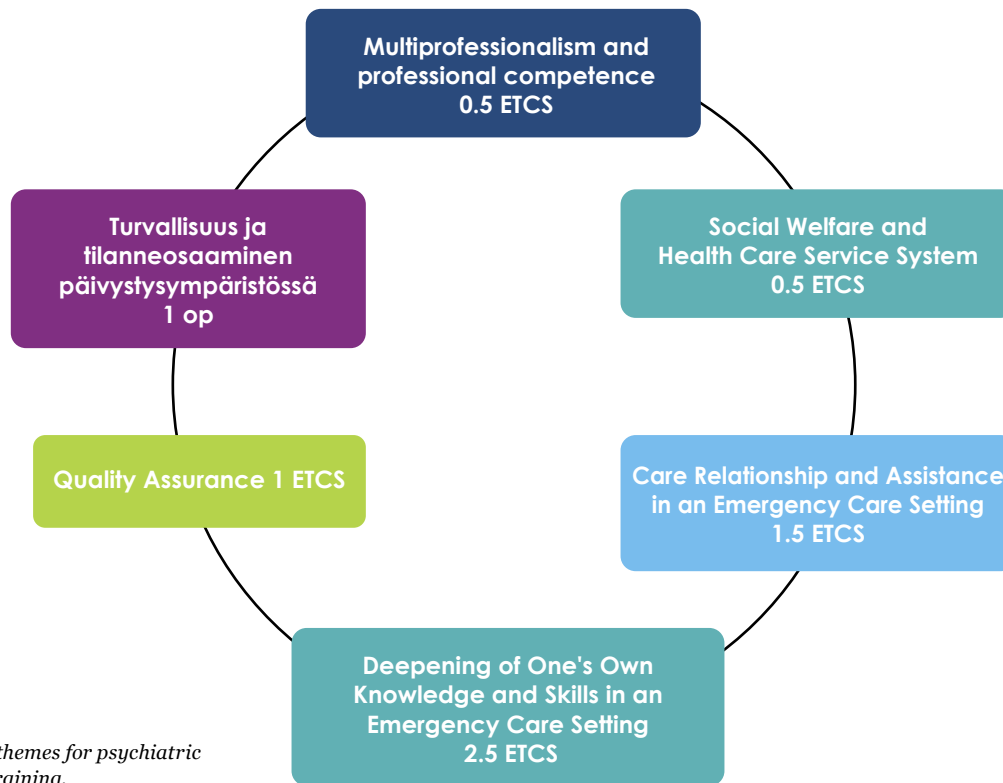 Multiprofessionalism and
professional competence
0.5 ETCS
Social Welfare and
Health Care Service System
0.5 ETCS
Care Relationship and Assistance
in an Emergency Care Setting
1.5 ETCS
Deepening of One's Own
Knowledge and Skills in an
Emergency Care Setting
2.5 ETCS
Quality Assurance 1 ETCS
Turvallisuus ja
tilanneosaaminen
päivystysympäristössä
1 op
themes for psychiatric